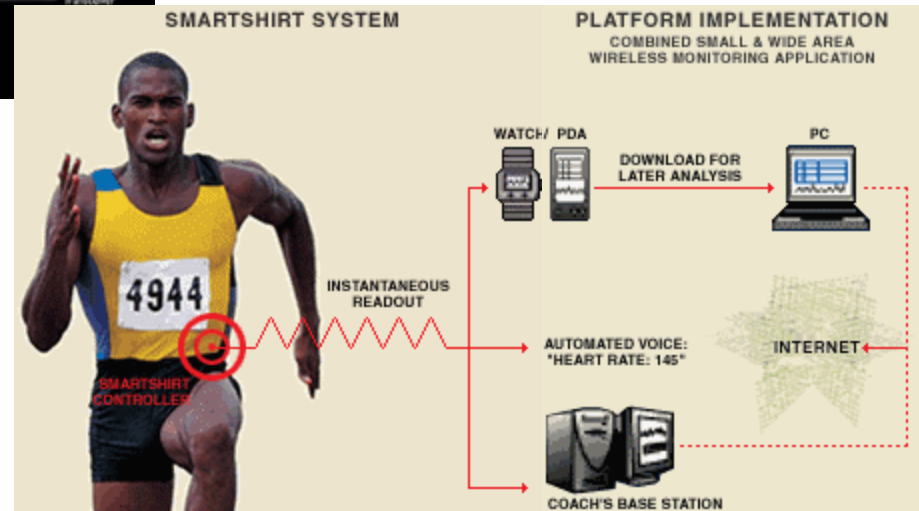 SMARTSHIRT SYSTEM
PLATFORM IMPLEMENTATION
COMBINED SMALL & WIDE AREA
WIRELESS MONITORING APPLICATION
WATCH/ PDA
PC
DOWNLOAD FOR
LATER ANALYSIS
4944
INSTANTANEOUS
READOUT
SMARTSHIRT
CONTROLLER
AUTOMATED VOICE:
"HEART RATE: 145"
INTERNET
COACH'S BASE STATION